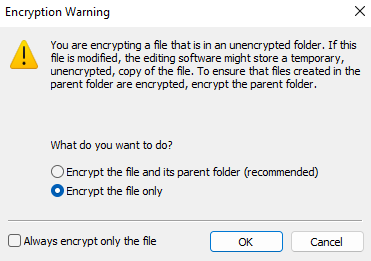 Encryption Warning
You are encrypting a file that is in an unencrypted folder. If this
file is modified, the editing software might store a temporary,
unencrypted, copy of the file. To ensure that files created in the
parent folder are encrypted, encrypt the parent folder.
What do you want to do?
Encrypt the file and its parent folder (recommended)
Encrypt the file only
Always encrypt only the file
OK
Cancel